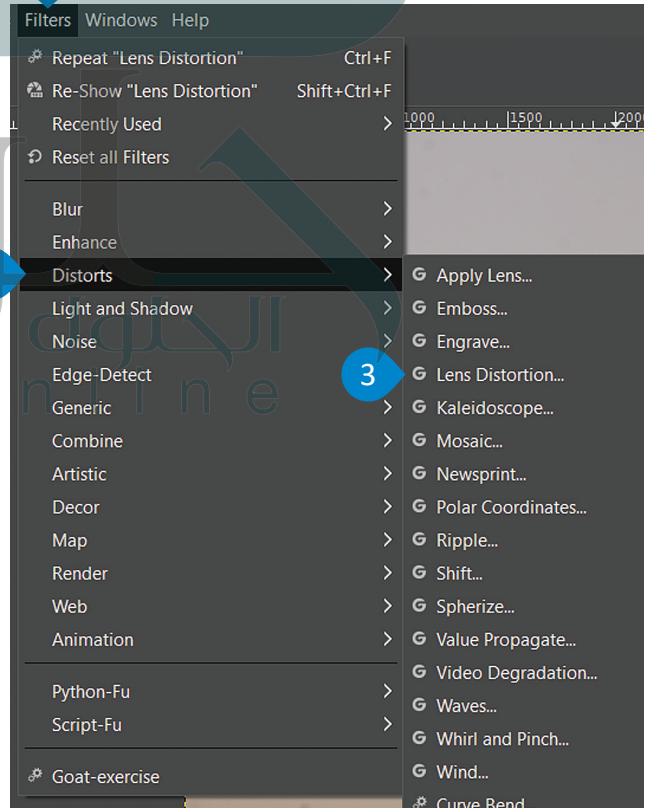 Filters Windows Help
Repeat "Lens Distortion" Ctrl+F
Re-Show "Lens Distortion" Shift+Ctrl+F
Recently Used
Reset all Filters
1000 1500 2000
Blur
Enhance
Distorts
Light and Shadow
Noise
Edge-Detect
Generic
Combine
Artistic
Decor
Map
Render
Web
Animation
Python-Fu
Script-Fu
Goat-exercise
Apply Lens...
Emboss...
Engrave...
3 Lens Distortion...
Kaleidoscope...
Mosaic...
Newsprint...
Polar Coordinates...
Ripple...
Shift...
Spherize...
Value Propagate...
Video Degradation...
Waves...
Whirl and Pinch...
Wind...
Curve Bend
الحلول
nline